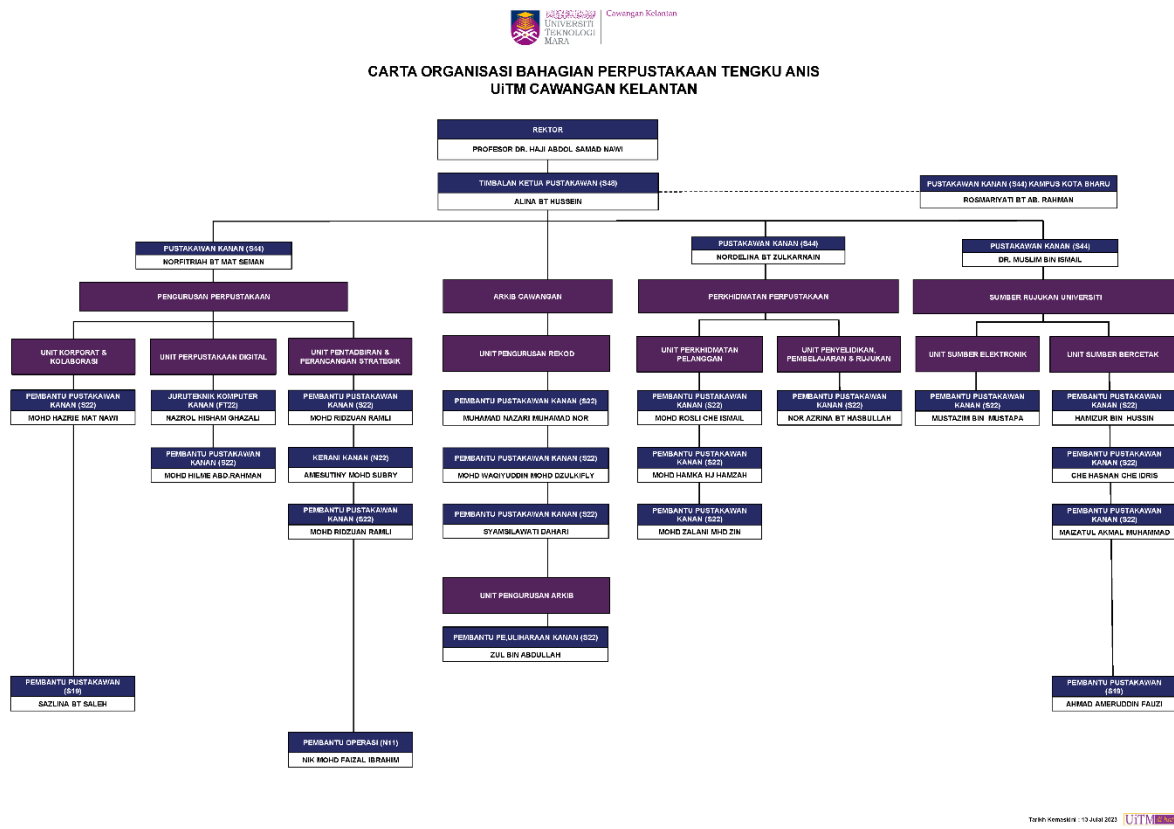 UNIVERSITI
TEKNOLOGI
MARA
Cawangan Kelantan
CARTA ORGANISASI BAHAGIAN PERPUSTAKAAN TENGKU ANIS
UiTM CAWANGAN KELANTAN
REKTOR
PROFESOR DR. HAJI ABDOL SAMAD NAWI
TIMBALAN KETUA PUSTAKAWAN (S48)
ALINA BT HUSSEIN
PUSTAKAWAN KANAN (S44) KAMPUS KOTA BHARU
ROSMARIYATI BT AB. RAHMAN
PUSTAKAWAN KANAN (S44)
NORFITRIAH BT MAT SEMAN
PENGURUSAN PERPUSTAKAAN
UNIT KORPORAT &
KOLABORASI
PEMBANTU PUSTAKAWAN
KANAN (S22)
MOHD HAZRIE MAT NAWI
PEMBANTU PUSTAKAWAN
(S19)
SAZLINA BT SALEH
UNIT PERPUSTAKAAN DIGITAL
JURUTEKNIK KOMPUTER
KANAN (FT22)
NAZROL HISHAM GHAZALI
PEMBANTU PUSTAKAWAN
KANAN (S22)
MOHD HILME ABD.RAHMAN
UNIT PENTADBIRAN &
PERANCANGAN STRATEGIK
PEMBANTU PUSTAKAWAN
KANAN (S22)
MOHD RIDZUAN RAMLI
KERANI KANAN (N22)
AMESUTINY MOHD SUBRY
PEMBANTU PUSTAKAWAN
KANAN (S22)
MOHD RIDZUAN RAMLI
PEMBANTU OPERASI (N11)
NIK MOHD FAIZAL IBRAHIM
ARKIB CAWANGAN
UNIT PENGURUSAN REKOD
PEMBANTU PUSTAKAWAN KANAN (S22)
MUHAMAD NAZARI MUHAMAD NOR
PEMBANTU PUSTAKAWAN KANAN (S22)
MOHD WAQIYUDDIN MOHD DZULKIFLY
PEMBANTU PUSTAKAWAN KANAN (S22)
SYAMSILAWATI DAHARI
UNIT PENGURUSAN ARKIB
PEMBANTU PE,ULIHARAAN KANAN (S22)
ZUL BIN ABDULLAH
PUSTAKAWAN KANAN (S44)
NORDELINA BT ZULKARNAIN
PERKHIDMATAN PERPUSTAKAAN
UNIT PERKHIDMATAN
PELANGGAN
PEMBANTU PUSTAKAWAN
KANAN (S22)
MOHD ROSLI CHE ISMAIL
PEMBANTU PUSTAKAWAN
KANAN (S22)
MOHD HAMKA HJ HAMZAH
PEMBANTU PUSTAKAWAN
KANAN (S22)
MOHD ZALANI MHD ZIN
UNIT PENYELIDIKAN,
PEMBELAJARAN & RUJUKAN
PEMBANTU PUSTAKAWAN
KANAN (S22)
NOR AZRINA BT HASBULLAH
PUSTAKAWAN KANAN (S44)
DR. MUSLIM BIN ISMAIL
SUMBER RUJUKAN UNIVERSITI
UNIT SUMBER ELEKTRONIK
PEMBANTU PUSTAKAWAN
KANAN (S22)
MUSTAZIM BIN MUSTAPA
UNIT SUMBER BERCETAK
PEMBANTU PUSTAKAWAN
KANAN (S22)
HAMIZUR BIN HUSSIN
PEMBANTU PUSTAKAWAN
KANAN (S22)
CHE HASNAN CHE IDRIS
PEMBANTU PUSTAKAWAN
KANAN (S22)
MAIZATUL AKMAL MUHAMMAD
PEMBANTU PUSTAKAWAN
(S19)
AHMAD AMERUDDIN FAUZI
Tarikh Kemaskini : 13 Julai 2023
UiTM